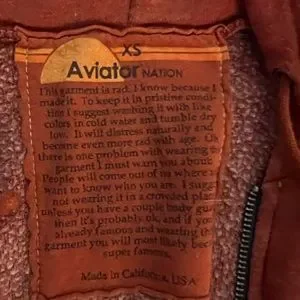 XS
Aviator NATION
This garment is rad. I know because I
made it. To keep it in pristine condi-
tion I suggest washing it with like
colors in cold water and tumble dry
low. It will distress naturally and
become even more rad with age. Oh
there is one problem with wearing
garment I must warn you about
People will come out of no where
want to know who you are. I sugg
not wearing it in a crowded pla
unless you have a couple body gu
then it's probably ok, and if yo
already famous and wearing th
garment you will most likely bec
super famous.
Made in California, USA